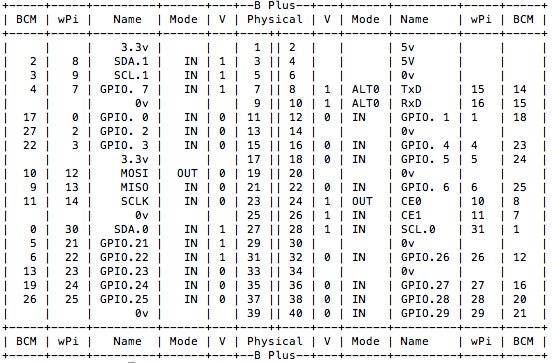 +-----+-----+---------+------+---+--B Plus--+---+------+---------+-----+-----+
| BCM | wPi |   Name  | Mode | V | Physical | V | Mode | Name    | wPi | BCM |
+-----+-----+---------+------+---+----++----+---+------+---------+-----+-----+
|     |     |    3.3v |      |   |  1 || 2  |   |      | 5v      |     |     |
|   2 |   8 |   SDA.1 |   IN | 1 |  3 || 4  |   |      | 5V      |     |     |
|   3 |   9 |   SCL.1 |   IN | 1 |  5 || 6  |   |      | 0v      |     |     |
|   4 |   7 | GPIO. 7 |   IN | 1 |  7 || 8  | 1 | ALT0 | TxD     | 15  | 14  |
|     |     |      0v |      |   |  9 || 10 | 1 | ALT0 | RxD     | 16  | 15  |
|  17 |   0 | GPIO. 0 |   IN | 0 | 11 || 12 | 0 | IN   | GPIO. 1 | 1   | 18  |
|  27 |   2 | GPIO. 2 |   IN | 0 | 13 || 14 |   |      | 0v      |     |     |
|  22 |   3 | GPIO. 3 |   IN | 0 | 15 || 16 | 0 | IN   | GPIO. 4 | 4   | 23  |
|     |     |    3.3v |      |   | 17 || 18 | 0 | IN   | GPIO. 5 | 5   | 24  |
|  10 |  12 |    MOSI |  OUT | 0 | 19 || 20 |   |      | 0v      |     |     |
|   9 |  13 |    MISO |   IN | 0 | 21 || 22 | 0 | IN   | GPIO. 6 | 6   | 25  |
|  11 |  14 |    SCLK |   IN | 0 | 23 || 24 | 1 | OUT  | CE0     | 10  | 8   |
|     |     |      0v |      |   | 25 || 26 | 1 | IN   | CE1     | 11  | 7   |
|   0 |  30 |   SDA.0 |   IN | 1 | 27 || 28 | 1 | IN   | SCL.0   | 31  | 1   |
|   5 |  21 | GPIO.21 |   IN | 1 | 29 || 30 |   |      | 0v      |     |     |
|   6 |  22 | GPIO.22 |   IN | 1 | 31 || 32 | 0 | IN   | GPIO.26 | 26  | 12  |
|  13 |  23 | GPIO.23 |   IN | 0 | 33 || 34 |   |      | 0v      |     |     |
|  19 |  24 | GPIO.24 |   IN | 0 | 35 || 36 | 0 | IN   | GPIO.27 | 27  | 16  |
|  26 |  25 | GPIO.25 |   IN | 0 | 37 || 38 | 0 | IN   | GPIO.28 | 28  | 20  |
|     |     |      0v |      |   | 39 || 40 | 0 | IN   | GPIO.29 | 29  | 21  |
+-----+-----+---------+------+---+----++----+---+------+---------+-----+-----+
| BCM | wPi |   Name  | Mode | V | Physical | V | Mode | Name    | wPi | BCM |
+-----+-----+---------+------+---+--B Plus--+---+------+---------+-----+-----+